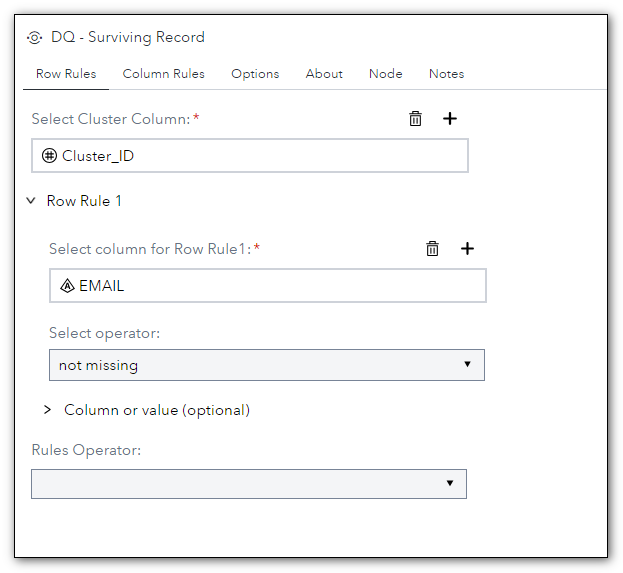 DQ - Surviving Record
Row Rules Column Rules Options About Node Notes
Select Cluster Column:*
Cluster_ID
Row Rule 1
Select column for Row Rule1:*
EMAIL
Select operator:
not missing
Column or value (optional)
Rules Operator: